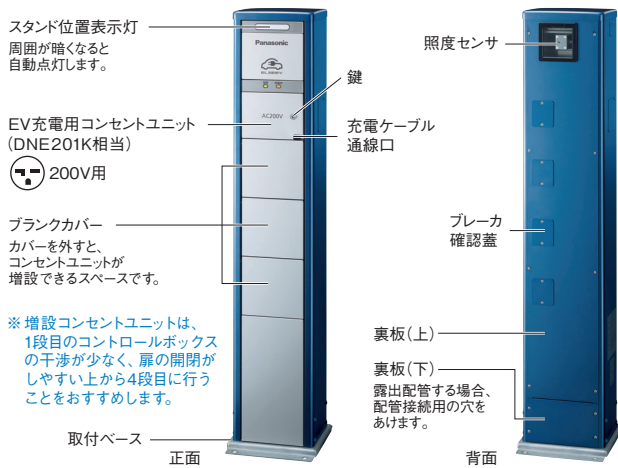 スタンド位置表示灯
周囲が暗くなると
自動点灯します。
Panasonic
ELSEEV
AC200V
鍵
EV充電用コンセントユニット
(DNE201K相当)
200V用
充電ケーブル
通線口
ブランクカバー
カバーを外すと、
コンセントユニットが
増設できるスペースです。
※増設コンセントユニットは、
1段目のコントロールボックス
の干渉が少なく、扉の開閉が
しやすい上から4段目に行う
ことをおすすめします。
取付ベース
正面
照度センサ
ブレーカ
確認蓋
裏板(上)
裏板(下)
露出配管する場合、
配管接続用の穴を
あけます。
背面